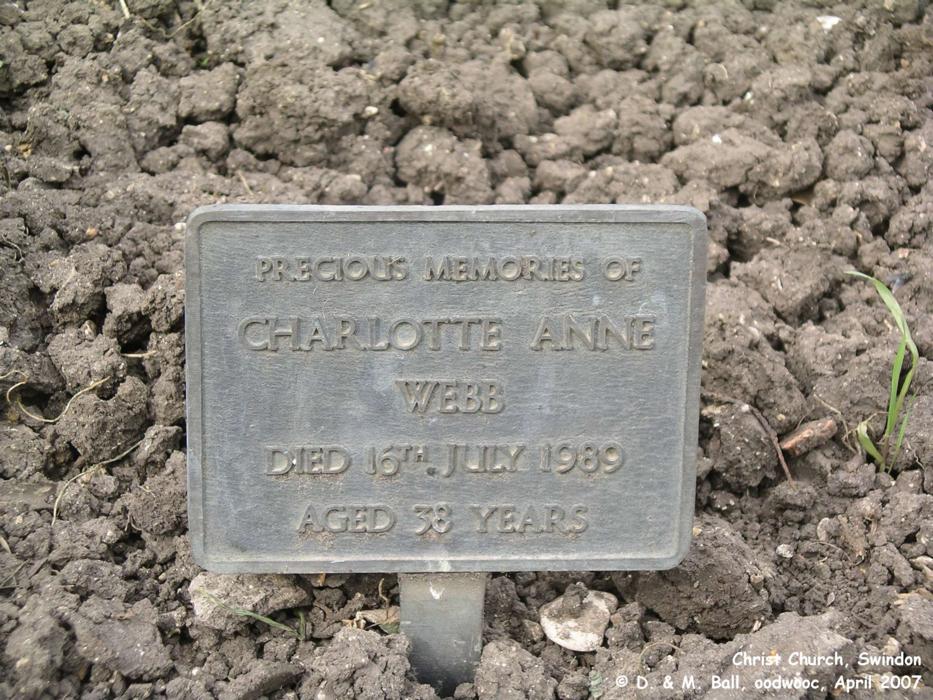 PRECIOUS MEMORIES OF
CHARLOTTE ANNE
WEBB
DIED 16TH. JULY 1989
AGED 38 YEARS
Christ Church, Swindon
© D. & M. Ball, oodwooc, April 2007